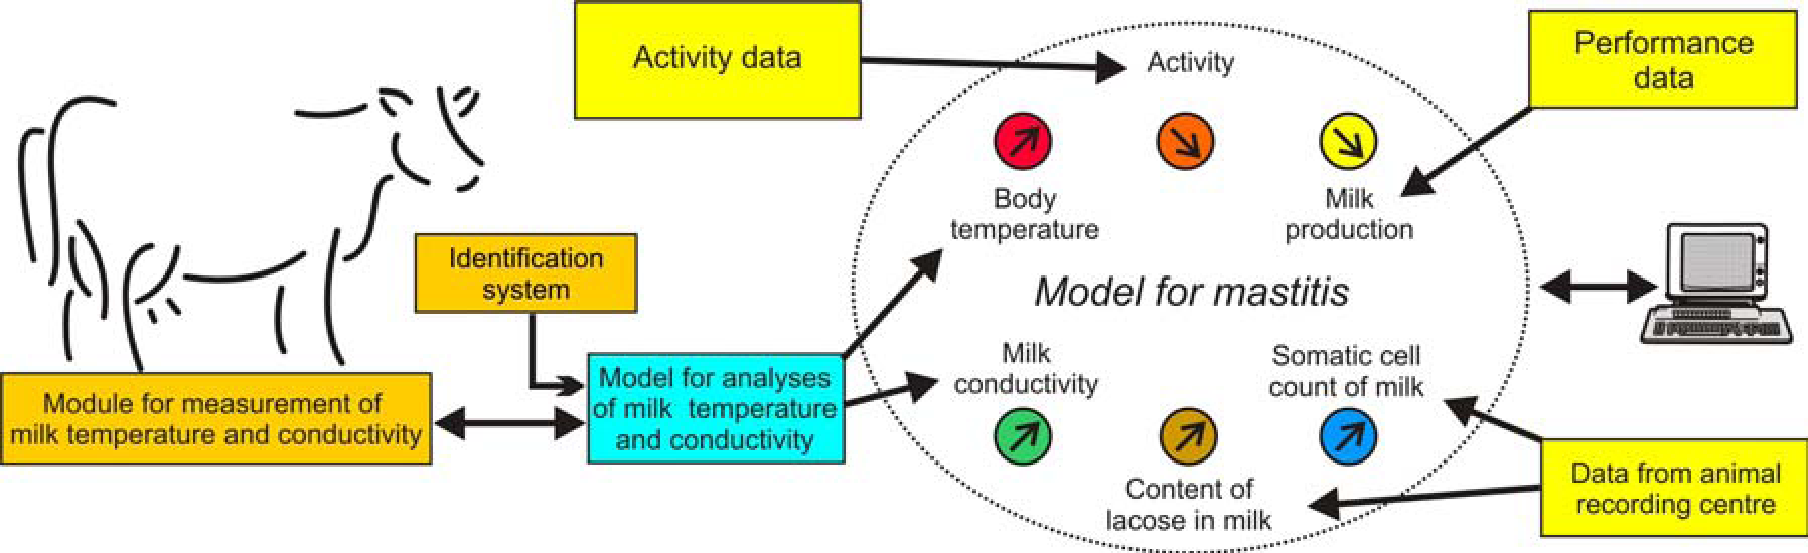 Activity data
Activity
Performance
data
Body
temperature
Milk
production
Identification
system
Model for mastitis
Milk
conductivity
Somatic cell
count of milk
Model for analyses
of milk temperature
and conductivity
Module for measurement of
milk temperature and conductivity
Content of
lacose in milk
Data from animal
recording centre